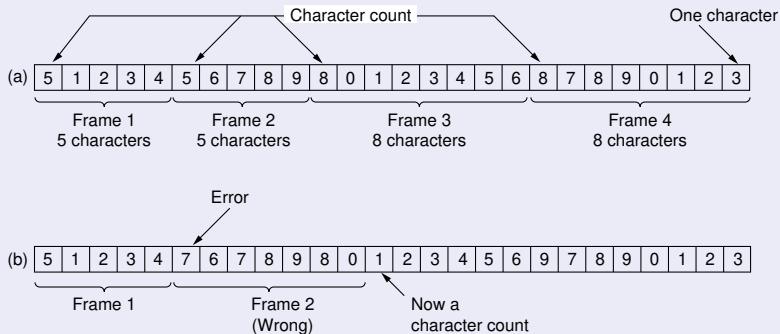 Character count
One character
(a) 5 1 2 3 4 5 6 7 8 9 8 0 1 2 3 4 5 6 8 7 8 9 0 1 2 3
Frame 1 Frame 2 Frame 3 Frame 4
5 characters 5 characters 8 characters 8 characters
Error
(b) 5 1 2 3 4 7 6 7 8 9 8 0 1 2 3 4 5 6 9 7 8 9 0 1 2 3
Frame 1 Frame 2 Now a
(Wrong) character count